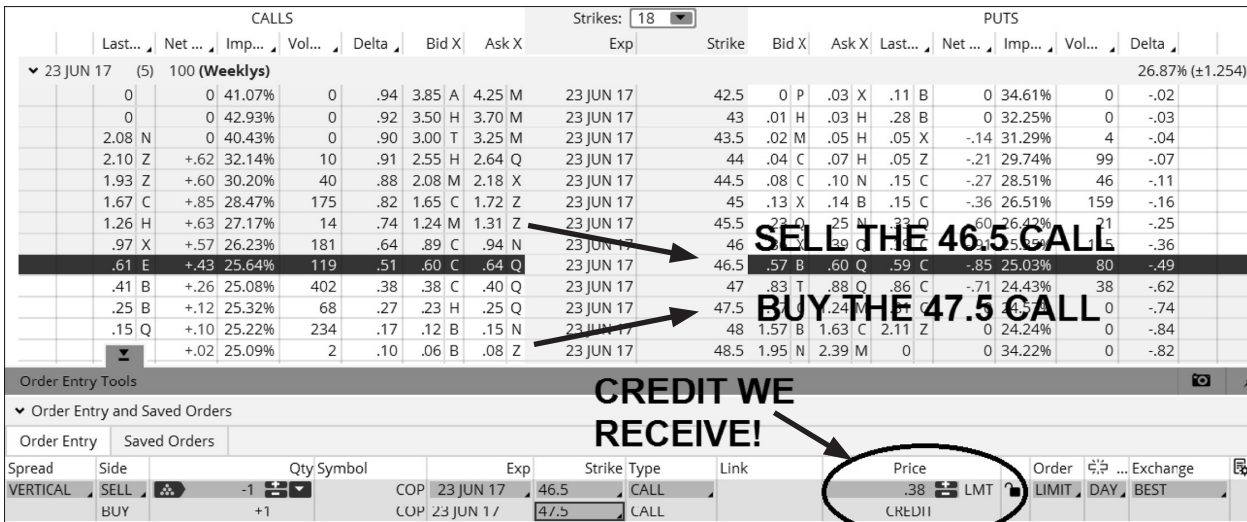 CALLS Strikes: 18 PUTS
Last... Net ... Imp... Vol... Delta Bid X Ask X Exp Strike Bid X Ask X Last... Net ... Imp... Vol... Delta
23 JUN 17 (5) 100 (Weeklys) 26.87% (±1.254)
0 0 41.07% 0 .94 3.85 A 4.25 M 23 JUN 17 42.5 0 P .03 X .11 B 0 34.61% 0 -.02
0 0 42.93% 0 .92 3.50 H 3.70 M 23 JUN 17 43 .01 H .03 H .28 B 0 32.25% 0 -.03
2.08 N 0 40.43% 0 .90 3.00 T 3.25 M 23 JUN 17 43.5 .02 M .05 H .05 X -.14 31.29% 4 -.04
2.10 Z +.62 32.14% 10 .91 2.55 H 2.64 Q 23 JUN 17 44 .04 C .07 H .05 Z -.21 29.74% 99 -.07
1.93 Z +.60 30.20% 40 .88 2.08 M 2.18 X 23 JUN 17 44.5 .08 C .10 N .15 C -.27 28.51% 46 -.11
1.67 C +.85 28.47% 175 .82 1.65 C 1.72 Z 23 JUN 17 45 .13 X .14 B .15 C -.36 26.51% 159 -.16
1.26 H +.63 27.17% 14 .74 1.24 M 1.31 Z 23 JUN 17 45.5 .23 Q .25 N .33 Q -.60 26.42% 21 -.25
.97 X +.57 26.23% 181 .64 .89 C .94 N 23 JUN 17 46 -.36
SELL THE 46.5 CALL
.61 E +.43 25.64% 119 .51 .60 C .64 Q 23 JUN 17 46.5 .57 B .60 Q .59 C -.85 25.03% 80 -.49
.41 B +.26 25.08% 402 .38 .38 C .40 Q 23 JUN 17 47 .83 T .88 Q .86 C -.71 24.43% 38 -.62
.25 B +.12 25.32% 68 .27 .23 H .25 Q 23 JUN 17 47.5 0 -.74
BUY THE 47.5 CALL
.15 Q +.10 25.22% 234 .17 .12 B .15 N 23 JUN 17 48 1.57 B 1.63 C 2.11 Z 0 24.24% 0 -.84
+.02 25.09% 2 .10 .06 B .08 Z 23 JUN 17 48.5 1.95 N 2.39 M 0 0 34.22% 0 -.82
Order Entry Tools
CREDIT WE
RECEIVE!
Order Entry and Saved Orders
Order Entry Saved Orders
Spread Side Qty Symbol Exp Strike Type Link Price Order ... Exchange
VERTICAL SELL -1 COP 23 JUN 17 46.5 CALL .38 LMT LIMIT DAY BEST
BUY +1 COP 23 JUN 17 47.5 CALL CREDIT